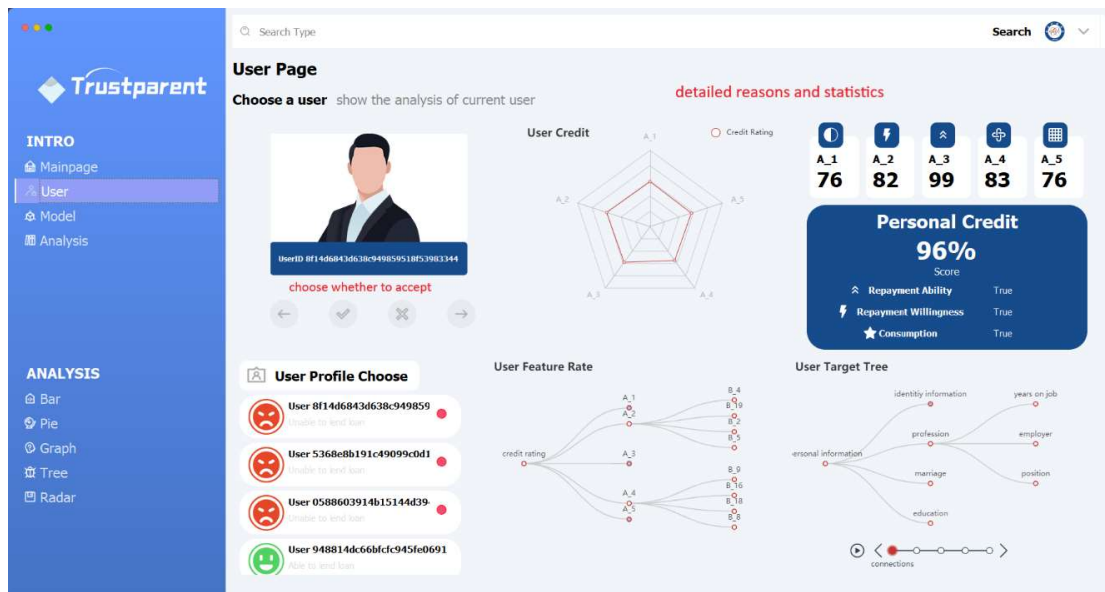 Search Type
Search
Trustparent
User Page
Choose a user show the analysis of current user
detailed reasons and statistics
INTRO
Mainpage
User
Model
Analysis
UserID 8f14d6843d638c949859518f53983344
choose whether to accept
User Credit
Credit Rating
A_1
A_2
A_3
A_4
A_5
A_1
76
A_2
82
A_3
99
A_4
83
A_5
76
Personal Credit
96%
Score
Repayment Ability True
Repayment Willingness True
Consumption True
ANALYSIS
Bar
Pie
Graph
Tree
Radar
User Profile Choose
User 8f14d6843d638c949859
Unable to lend loan
User 5368e8b191c49099c0d1
Unable to lend loan
User 0588603914b15144d39
Unable to lend loan
User 948814dc66bfcfc945fe0691
Able to lend loan
User Feature Rate
credit rating
A_1
A_2
A_3
A_4
A_5
B_4
B_19
B_2
B_5
B_9
B_16
B_18
B_8
User Target Tree
ersonal information
identitiy information
profession
marriage
education
years on job
employer
position
connections